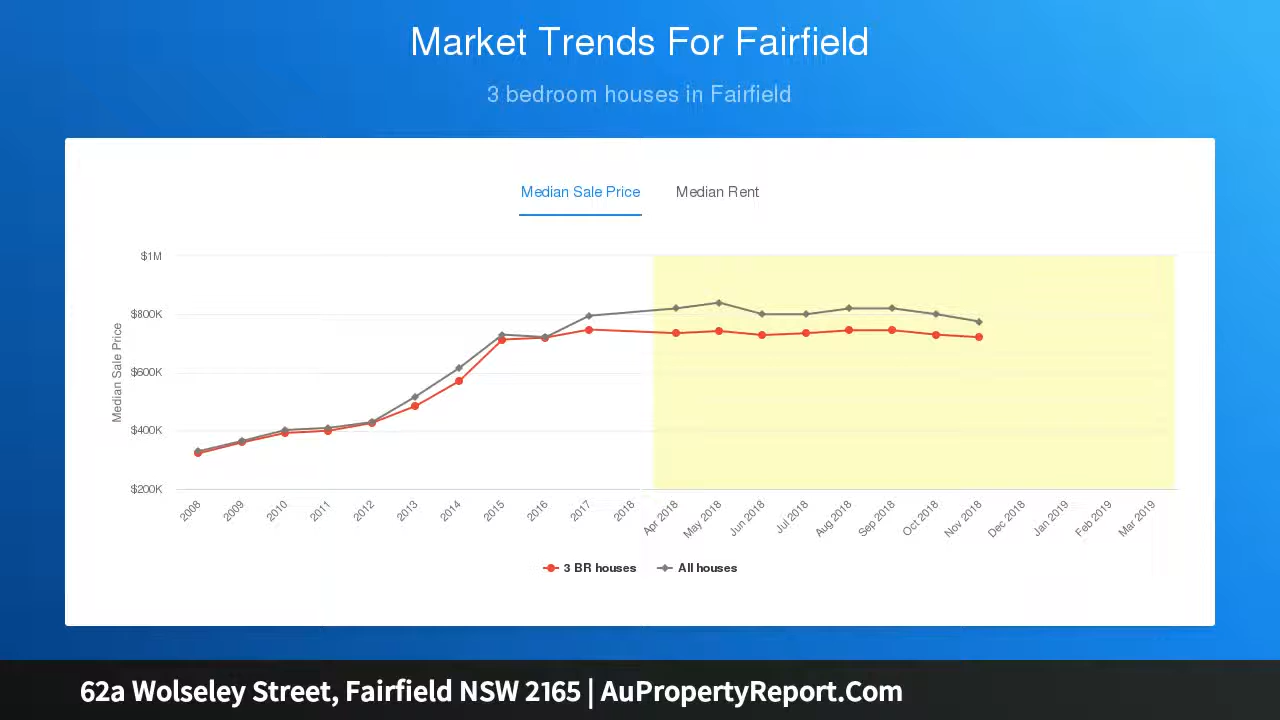 Market Trends For Fairfield
3 bedroom houses in Fairfield
Median Sale Price Median Rent
Median Sale Price
$1M
$800K
$600K
$400K
$200K
2008 2009 2010 2011 2012 2013 2014 2015 2016 2017 2018 Apr 2018 May 2018 Jun 2018 Jul 2018 Aug 2018 Sep 2018 Oct 2018 Nov 2018 Dec 2018 Jan 2019 Feb 2019 Mar 2019
3 BR houses All houses
62a Wolseley Street, Fairfield NSW 2165 | AuPropertyReport.Com